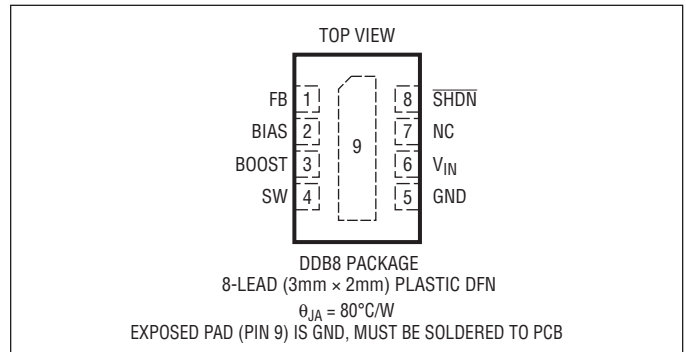 TOP VIEW
FB 1 8 S̅H̅D̅N̅
BIAS 2 7 NC
9
BOOST 3 6 VIN
SW 4 5 GND
DDB8 PACKAGE
8-LEAD (3mm × 2mm) PLASTIC DFN
θJA = 80°C/W
EXPOSED PAD (PIN 9) IS GND, MUST BE SOLDERED TO PCB